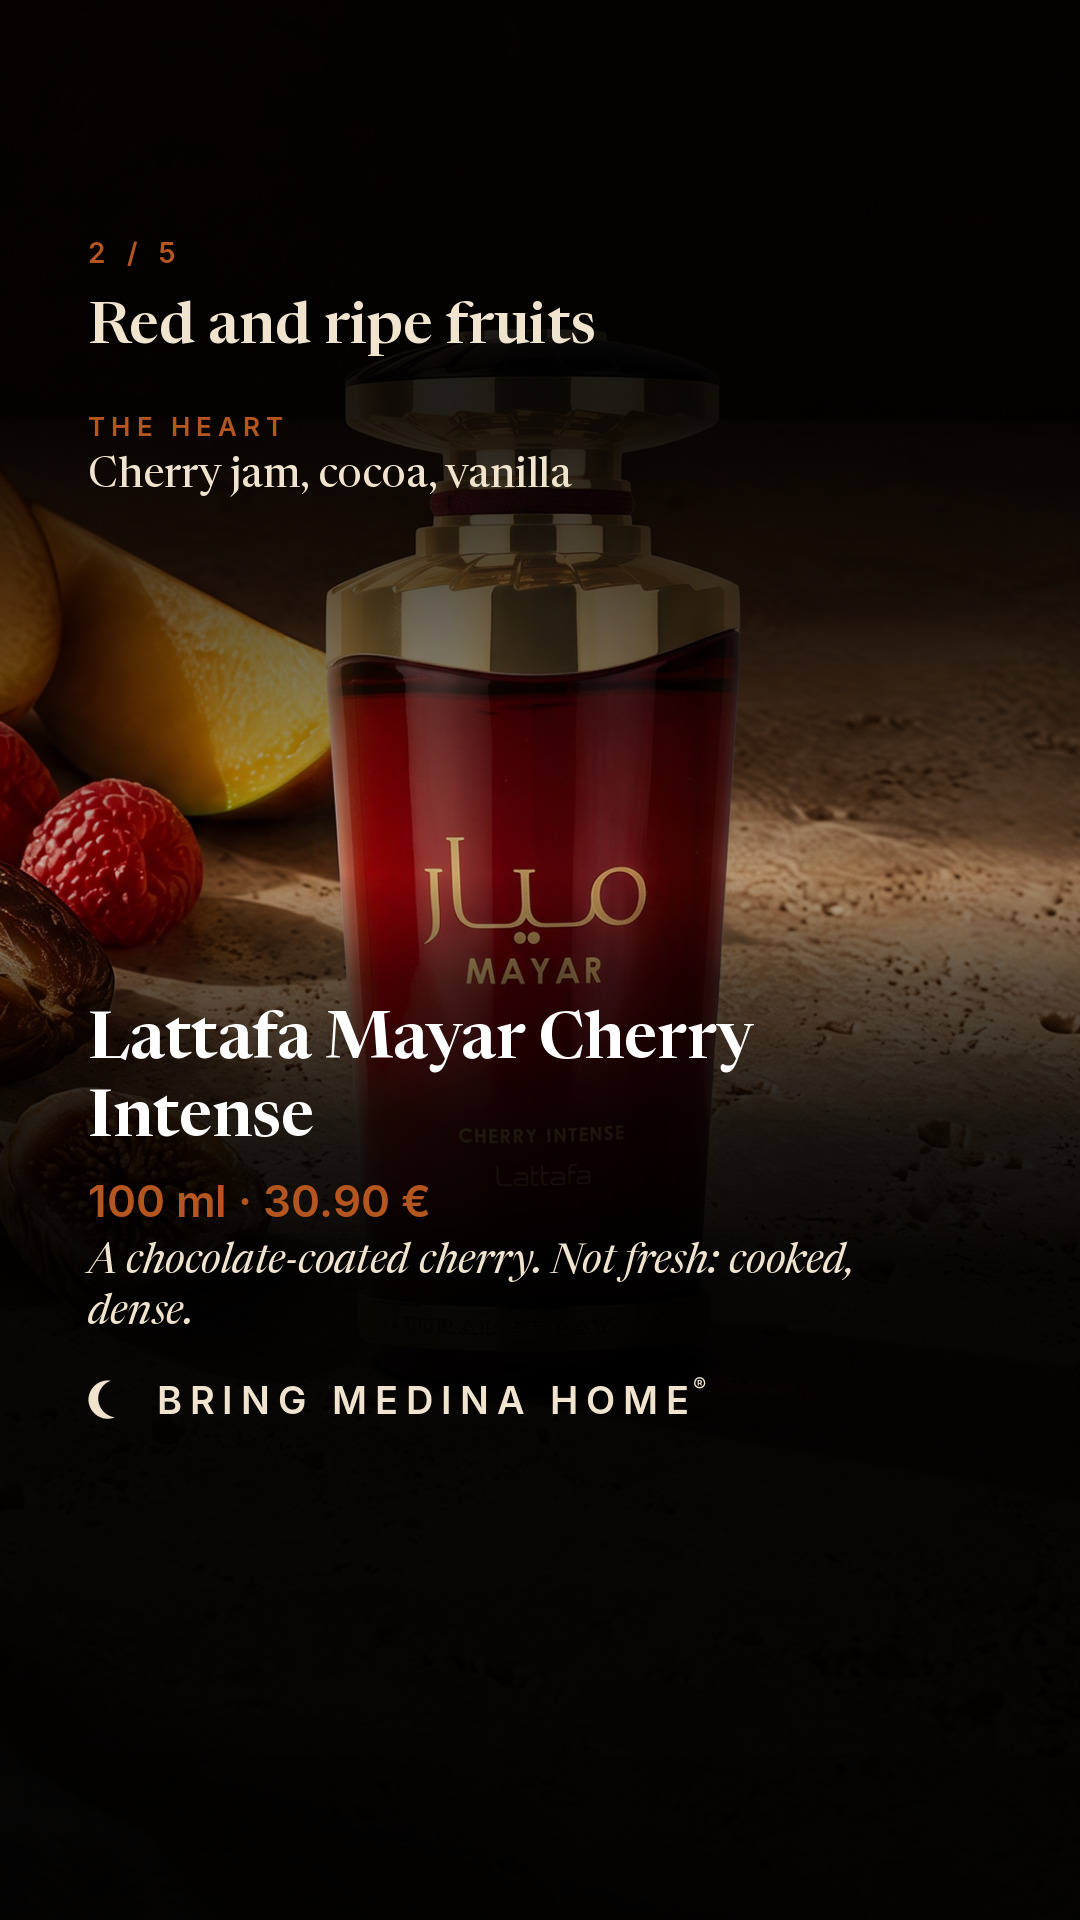 2 / 5
Red and ripe fruits
THE HEART
Cherry jam, cocoa, vanilla
ميار
MAYAR
Lattafa Mayar Cherry
Intense
CHERRY INTENSE
Lattafa
100 ml · 30.90 €
A chocolate-coated cherry. Not fresh: cooked,
dense.
BRING MEDINA HOME®